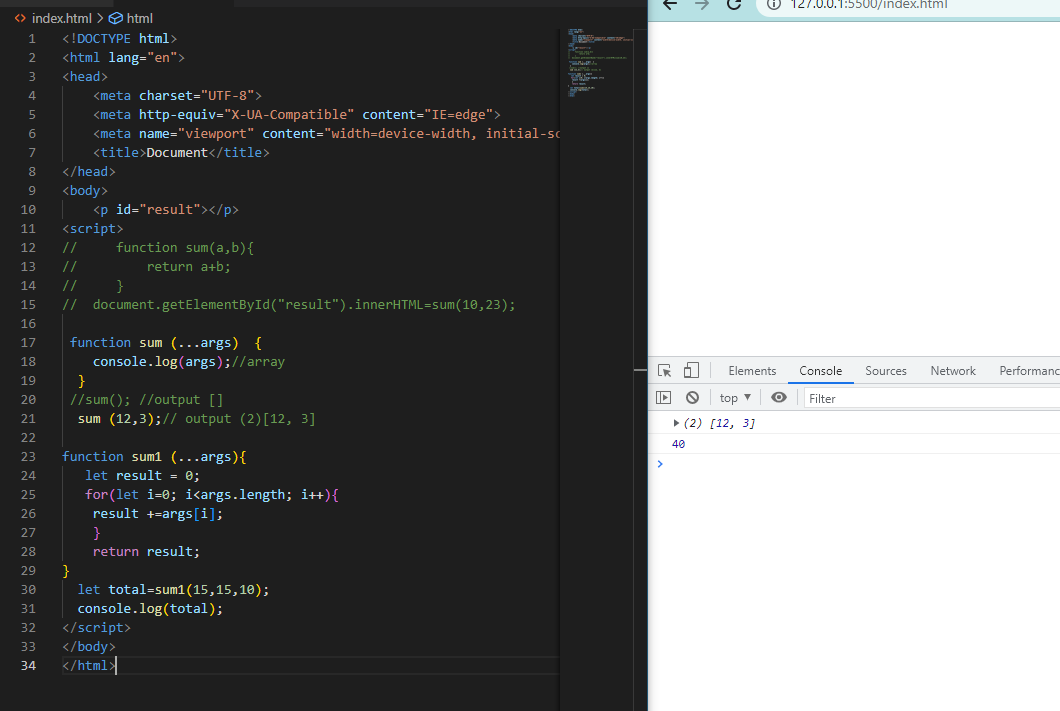 index.html > html
1 <!DOCTYPE html>
2 <html lang="en">
3 <head>
4     <meta charset="UTF-8">
5     <meta http-equiv="X-UA-Compatible" content="IE=edge">
6     <meta name="viewport" content="width=device-width, initial-sc
7     <title>Document</title>
8 </head>
9 <body>
10     <p id="result"></p>
11 <script>
12 //     function sum(a,b){
13 //         return a+b;
14 //     }
15 //  document.getElementById("result").innerHTML=sum(10,23);
16
17  function sum (...args)  {
18     console.log(args);//array
19   }
20  //sum(); //output []
21   sum (12,3);// output (2)[12, 3]
22
23 function sum1 (...args){
24    let result = 0;
25    for(let i=0; i<args.length; i++){
26     result +=args[i];
27     }
28     return result;
29 }
30   let total=sum1(15,15,10);
31   console.log(total);
32 </script>
33 </body>
34 </html>
127.0.0.1:5500/index.html
Elements Console Sources Network Performanc
top ▼ Filter
▶ (2) [12, 3]
40
>